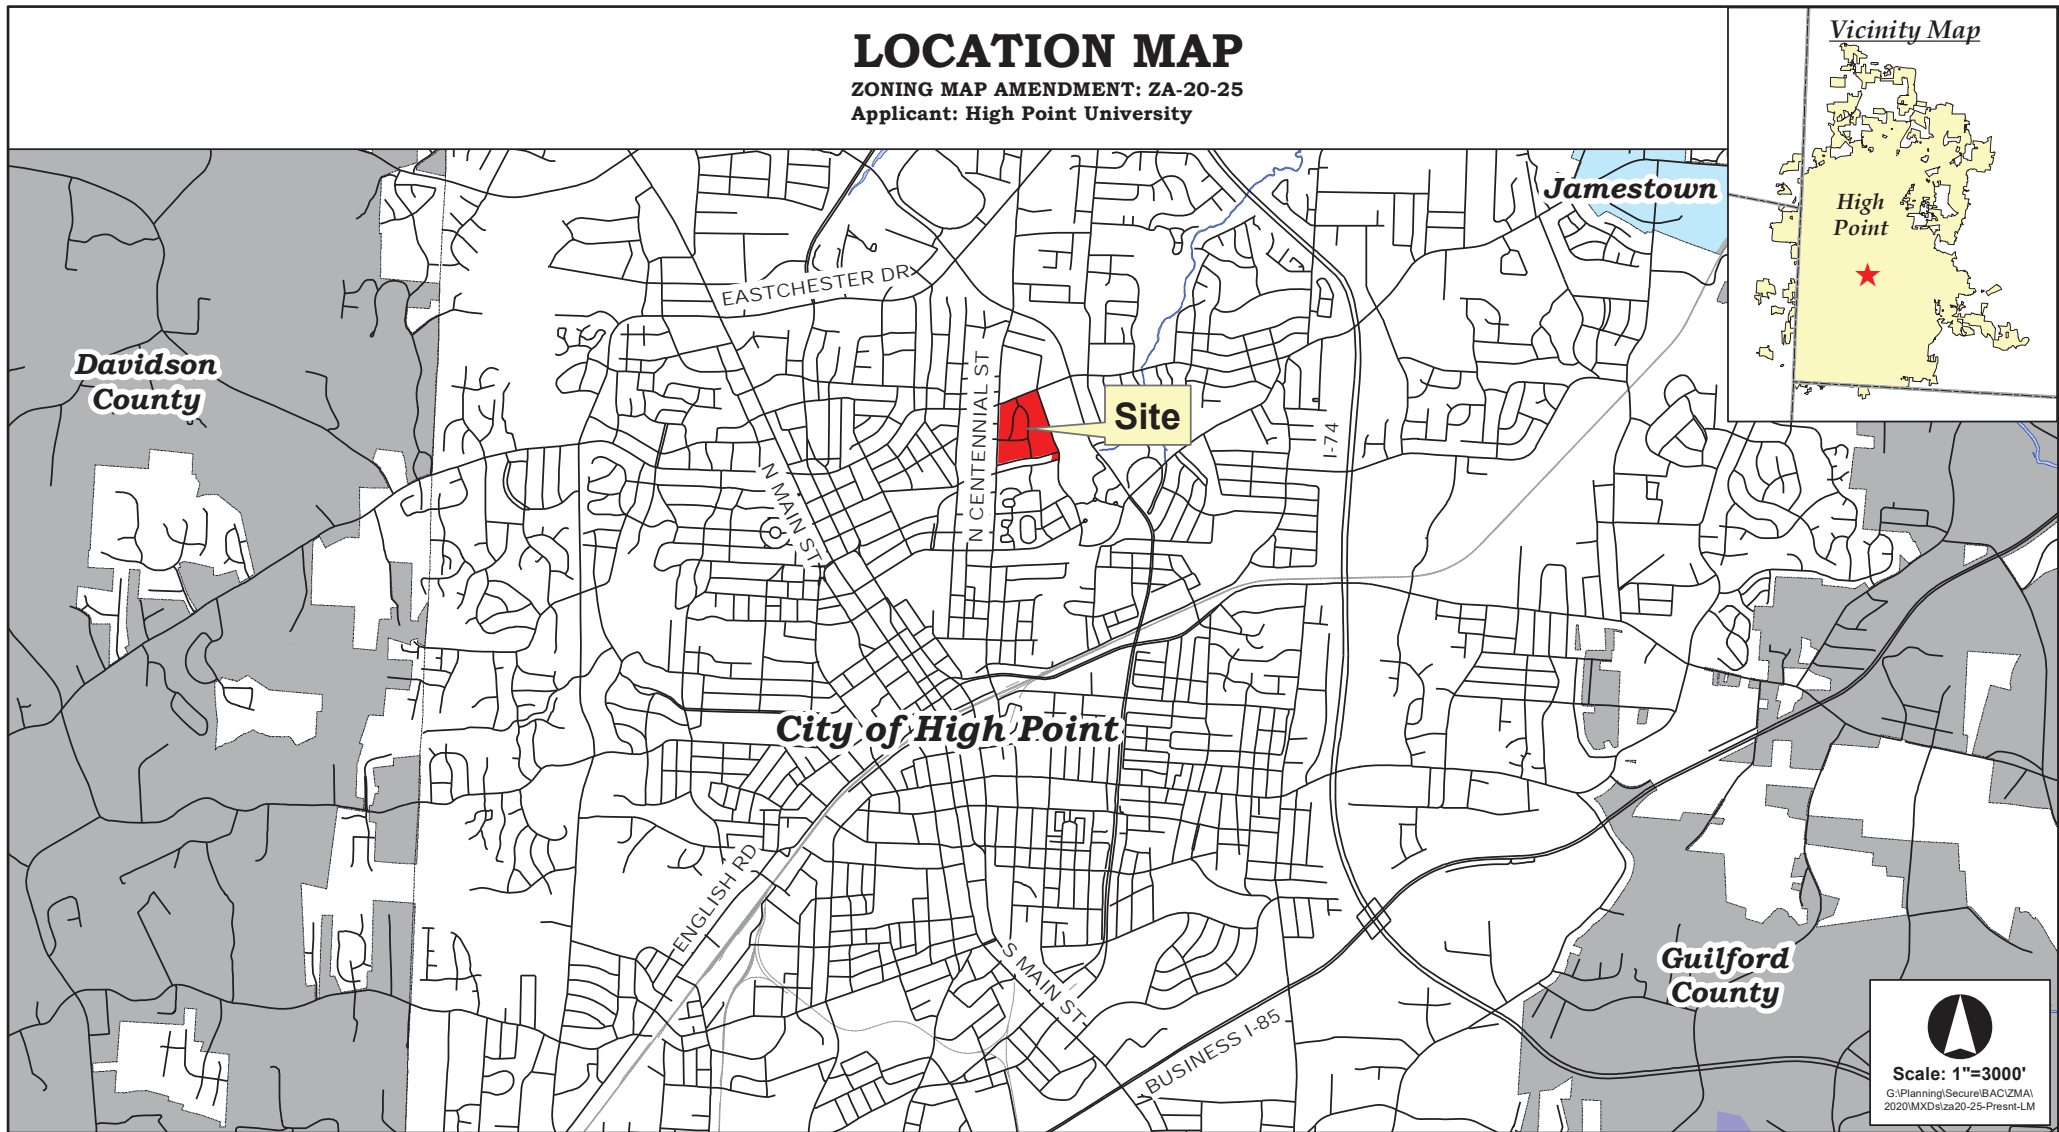 LOCATION MAP
ZONING MAP AMENDMENT: ZA-20-25
Applicant: High Point University
Vicinity Map
High
Point
Jamestown
EASTCHESTER DR
Davidson
County
N CENTENNIAL ST
Site
I-74
N MAIN ST
City of High Point
ENGLISH RD
S MAIN ST
BUSINESS I-85
Guilford
County
Scale: 1"=3000'
G:\Planning\Secure\BAC\ZMA\
2020\MXDs\za20-25-Presnt-LM